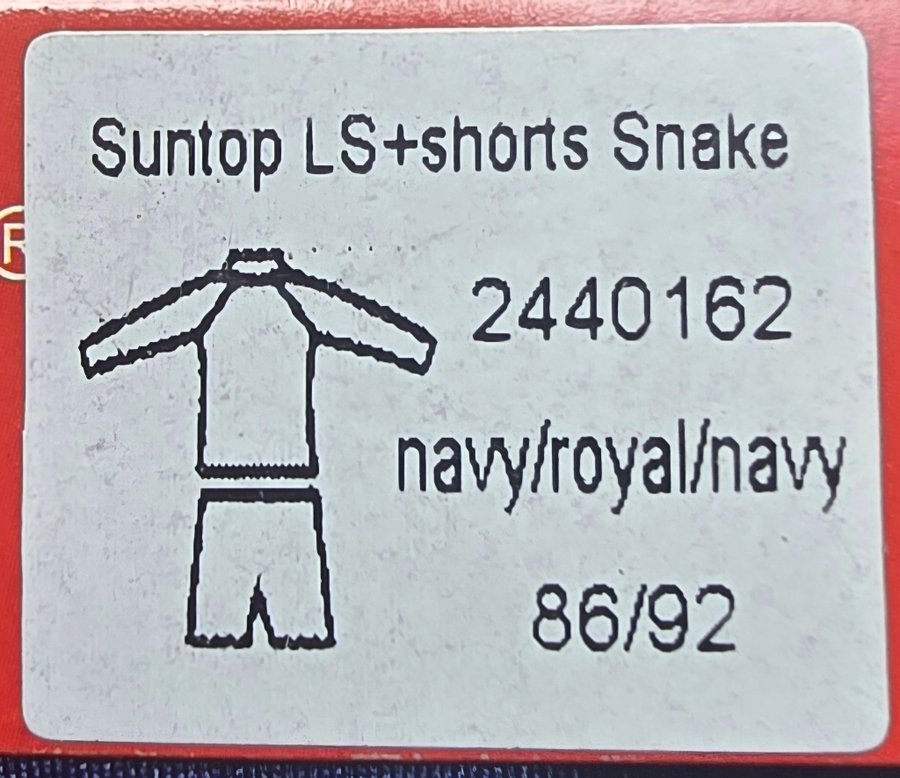 Suntop LS+shorts Snake
®
2440162
navy/royal/navy
86/92